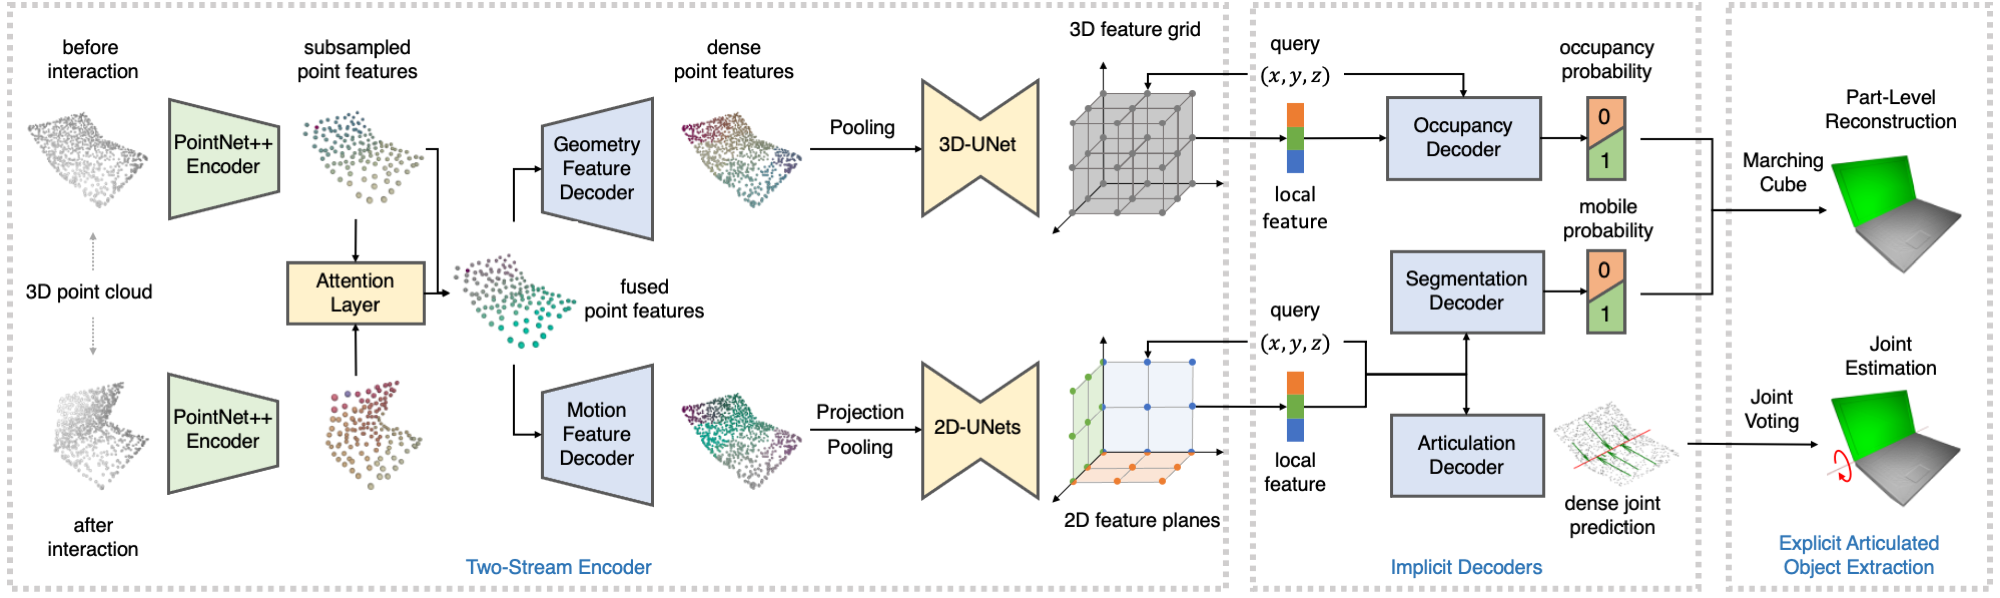 before
interaction
PointNet++
Encoder
subsampled
point features
3D point cloud
Attention
Layer
after
interaction
PointNet++
Encoder
fused
point features
Geometry
Feature
Decoder
Motion
Feature
Decoder
dense
point features
Pooling
Projection
Pooling
3D-UNet
2D-UNets
3D feature grid
2D feature planes
Two-Stream Encoder
query
(x, y, z)
local
feature
Occupancy
Decoder
occupancy
probability
0
1
query
(x, y, z)
local
feature
Segmentation
Decoder
mobile
probability
0
1
Articulation
Decoder
dense joint
prediction
Implicit Decoders
Marching
Cube
Part-Level
Reconstruction
Joint
Voting
Joint
Estimation
Explicit Articulated
Object Extraction